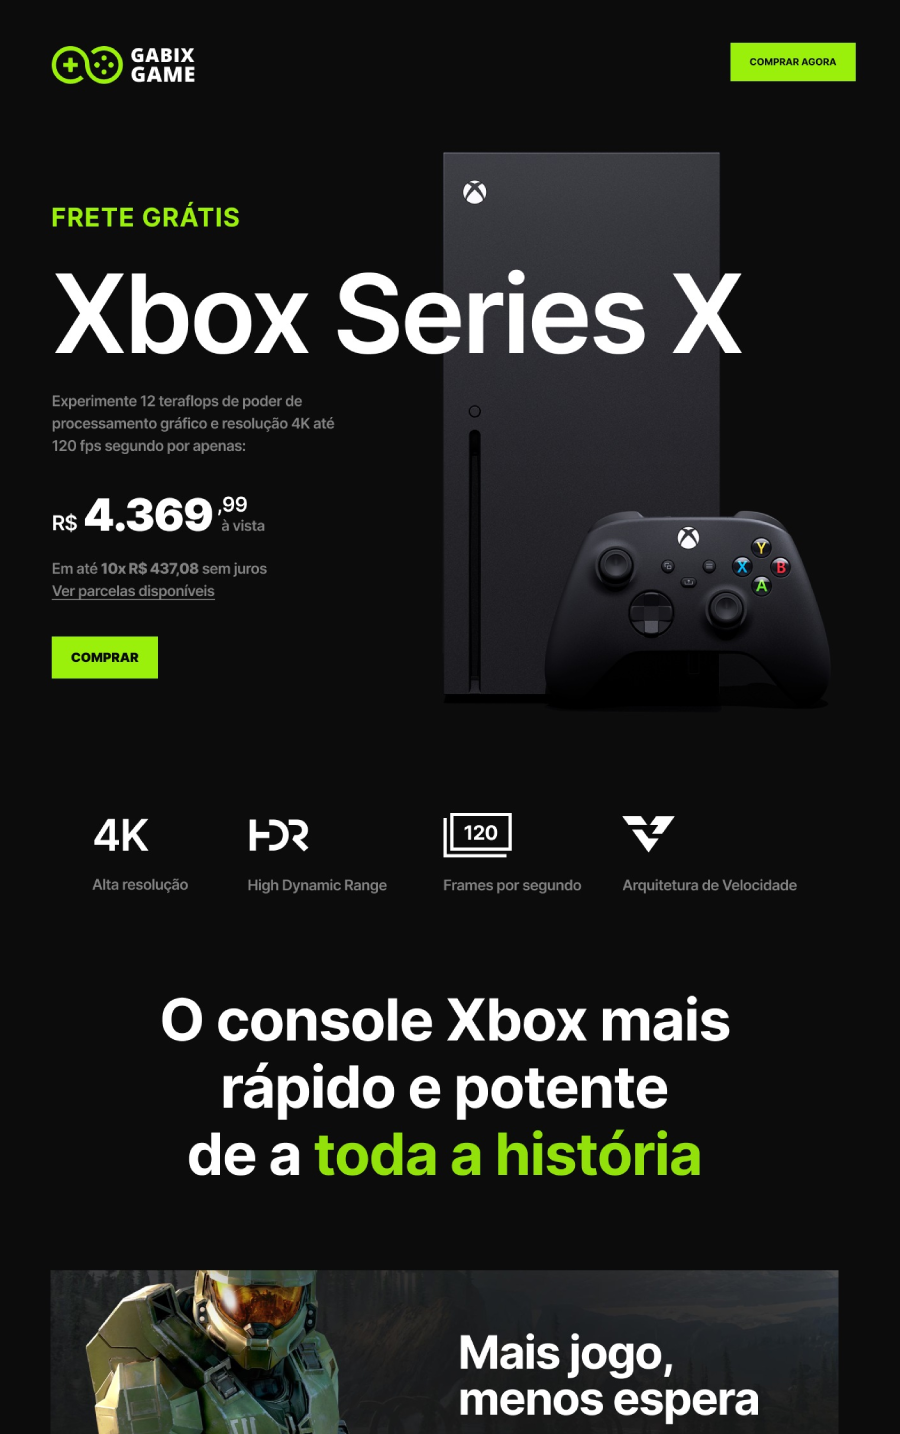 GABIX
GAME
COMPRAR AGORA
FRETE GRÁTIS
Xbox Series X
Experimente 12 teraflops de poder de
processamento gráfico e resolução 4K até
120 fps segundo por apenas:
R$ 4.369,99
à vista
Em até 10x R$ 437,08 sem juros
Ver parcelas disponíveis
COMPRAR
Y
X
B
A
4K
HDR
120
Alta resolução
High Dynamic Range
Frames por segundo
Arquitetura de Velocidade
O console Xbox mais
rápido e potente
de a toda a história
Mais jogo,
menos espera